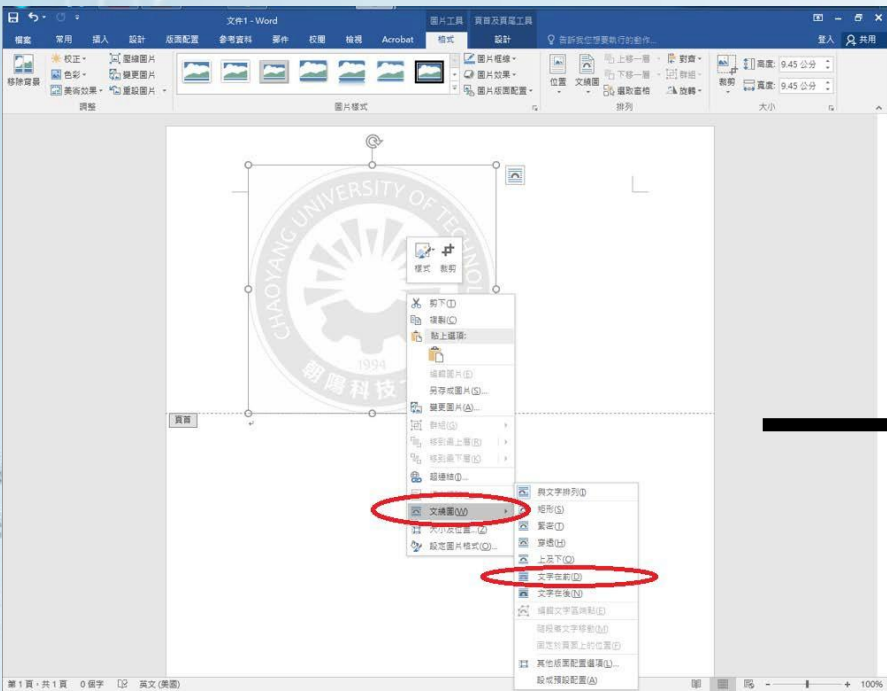 文件1 - Word
圖片工具
頁首及頁尾工具
檔案 常用 插入 設計 版面配置 參考資料 郵件 校閱 檢視 Acrobat 格式 設計
告訴我您想要執行的動作...
登入 共用
移除背景
校正
色彩
美術效果
壓縮圖片
變更圖片
重設圖片
調整
圖片樣式
圖片框線
圖片效果
圖片版面配置
位置
文繞圖
上移一層
下移一層
選取窗格
對齊
群組
旋轉
排列
裁剪
高度: 9.45 公分
寬度: 9.45 公分
大小
CHAOYANG UNIVERSITY OF TECHNOL
1994
朝陽科技
樣式 裁剪
剪下(T)
複製(C)
貼上選項:
編輯圖片(E)
另存成圖片(S)...
變更圖片(A)...
群組(G)
移到最上層(R)
移到最下層(K)
超連結(I)...
文繞圖(W)
大小及位置...(Z)
設定圖片格式(O)...
與文字排列(I)
矩形(S)
緊密(T)
穿透(H)
上及下(O)
文字在前(D)
文字在後(N)
編輯文字區端點(E)
隨段落文字移動(M)
固定於頁面上的位置(F)
其他版面配置選項(L)...
設成預設配置(A)
頁首
第 1 頁，共 1 頁 0 個字 英文 (美國)
100%